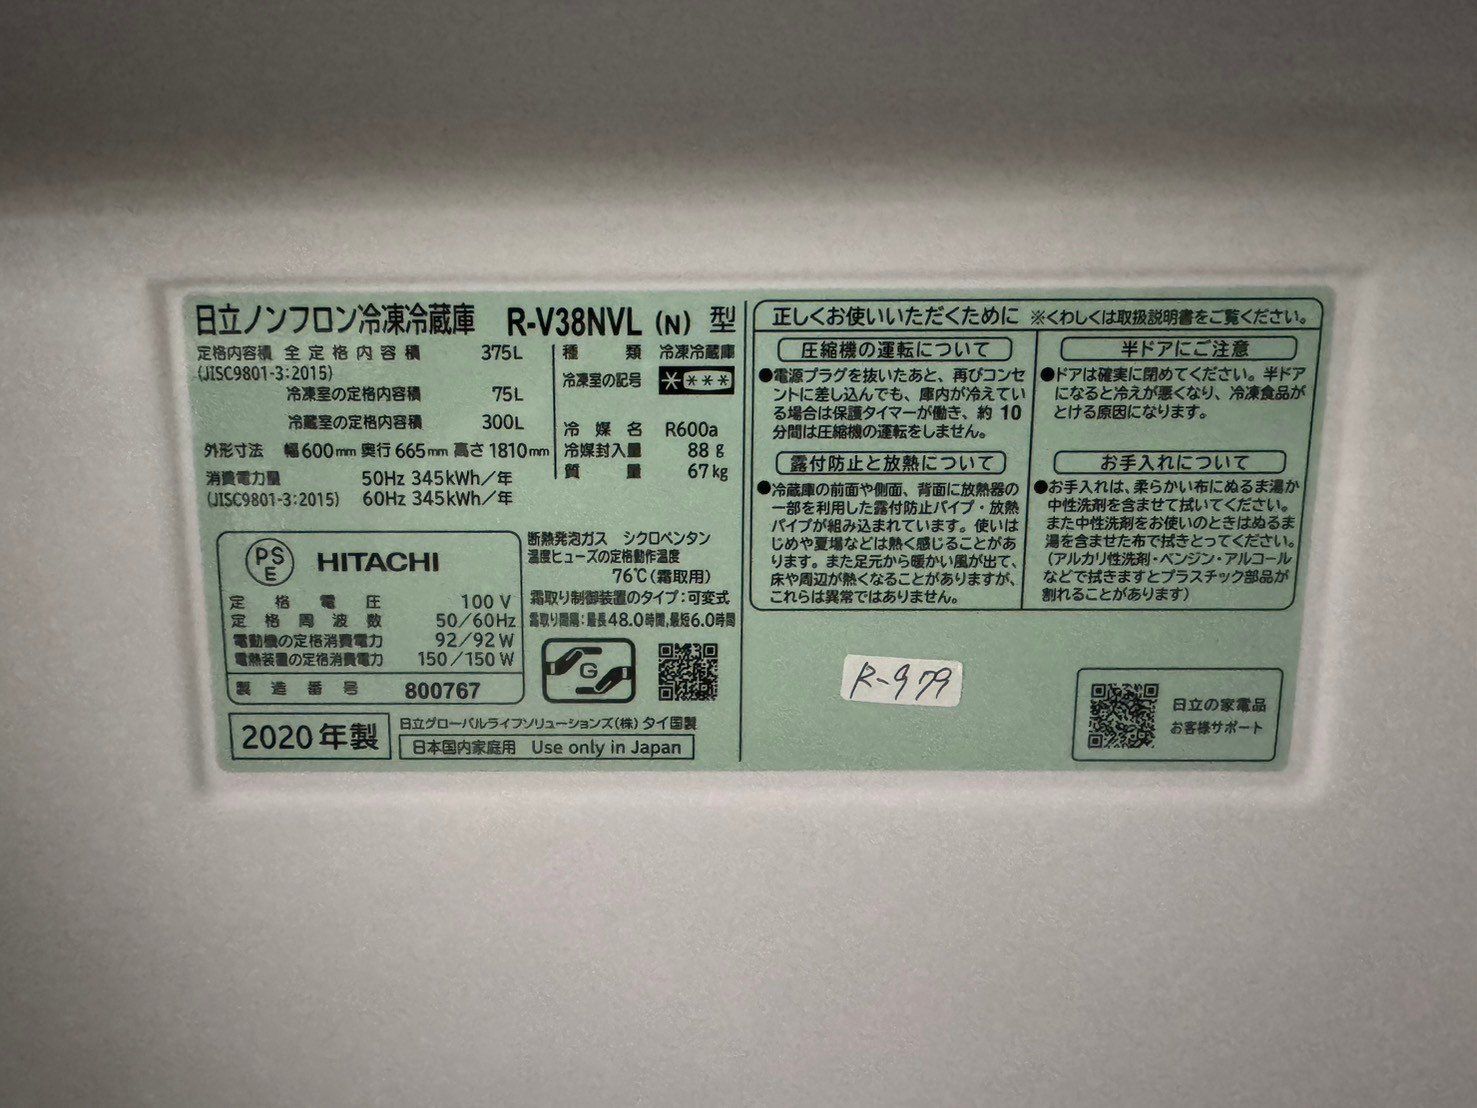 日立ノンフロン冷凍冷蔵庫 R-V38NVL (N) 型
定格内容積 全定格内容積 375L
(JISC9801-3:2015)
冷凍室の定格内容積 75L
冷蔵室の定格内容積 300L
外形寸法 幅600mm 奥行665mm 高さ1810mm
消費電力量 50Hz 345kWh/年
(JISC9801-3:2015) 60Hz 345kWh/年
種類 冷凍冷蔵庫
冷凍室の記号
冷媒名 R600a
冷媒封入量 88g
質量 67kg
PSE HITACHI
定格電圧 100V
定格周波数 50/60Hz
電動機の定格消費電力 92/92W
電熱装置の定格消費電力 150/150W
製造番号 800767
断熱発泡ガス シクロペンタン
温度ヒューズの定格動作温度
76℃(霜取用)
霜取り制御装置のタイプ:可変式
霜取り間隔:最長48.0時間,最短6.0時間
G
2020年製
日立グローバルライフソリューションズ(株) タイ国製
日本国内家庭用 Use only in Japan
正しくお使いいただくために ※くわしくは取扱説明書をご覧ください。
圧縮機の運転について
●電源プラグを抜いたあと、再びコンセ
ントに差し込んでも、庫内が冷えてい
る場合は保護タイマーが働き、約10
分間は圧縮機の運転をしません。
露付防止と放熱について
●冷蔵庫の前面や側面、背面に放熱器の
一部を利用した露付防止パイプ・放熱
パイプが組み込まれています。使いは
じめや夏場などは熱く感じることがあ
ります。また足元から暖かい風が出て、
床や周辺が熱くなることがありますが、
これらは異常ではありません。
半ドアにご注意
●ドアは確実に閉めてください。半ドア
になると冷えが悪くなり、冷凍食品が
とける原因になります。
お手入れについて
●お手入れは、柔らかい布にぬるま湯か
中性洗剤を含ませて拭いてください。
また中性洗剤をお使いのときはぬるま
湯を含ませた布で拭きとってください。
(アルカリ性洗剤・ベンジン・アルコール
などで拭きますとプラスチック部品が
割れることがあります)
R-979
日立の家電品
お客様サポート